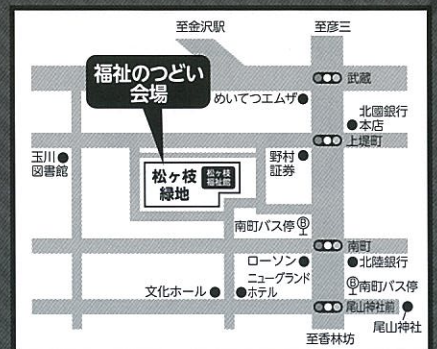 至金沢駅
至彦三
福祉のつどい
会場
武蔵
めいてつエムザ
北國銀行
本店
上堤町
玉川
図書館
野村
証券
松ヶ枝
緑地
松ヶ枝
福祉館
南町バス停
Ⓑ
南町
ローソン
北陸銀行
ニューグランド
ホテル
文化ホール
Ⓑ南町バス停
尾山神社前
尾山神社
至香林坊